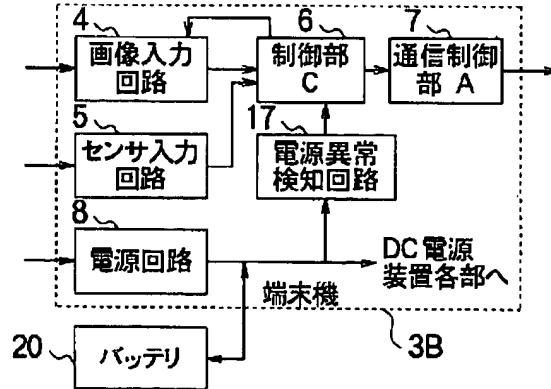 4
画像入力
回路
6
制御部
C
7
通信制御
部 A
5
センサ入力
回路
17
電源異常
検知回路
8
電源回路
DC電源
装置各部へ
端末機
20
バッテリ
3B